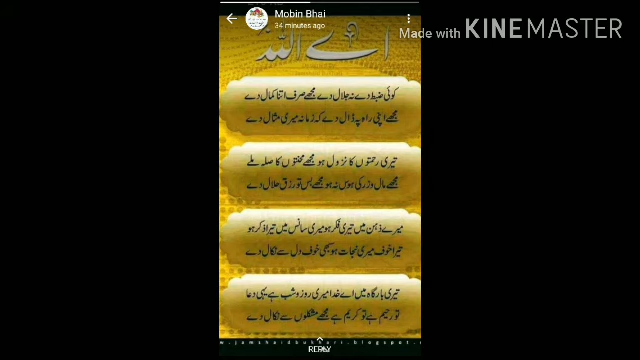 Mobin Bhai
34 minutes ago
Made with KINEMASTER
اے اللہ
کوئی ضبط دے نہ جلال دے مجھے صرف اتنا کمال دے
مجھے اپنی راہ پہ ڈال دے کہ زمانہ میری مثال دے
تیری رحمتوں کا نزول ہو مجھے محنتوں کا صلہ ملے
مجھے مال و زر کی ہوس نہ ہو مجھے بس تو رزق حلال دے
میرے ذہن میں تیری فکر ہو میری سانس میں تیرا ذکر ہو
تیرا خوف میری نجات ہو سبھی خوف دل سے نکال دے
تیری بارگاہ میں اے خدا میری روز و شب ہے یہی دعا
تو رحیم ہے تو کریم ہے مجھے مشکلوں سے نکال دے
REPLY
www.jamshaidbukhari.blogspot.